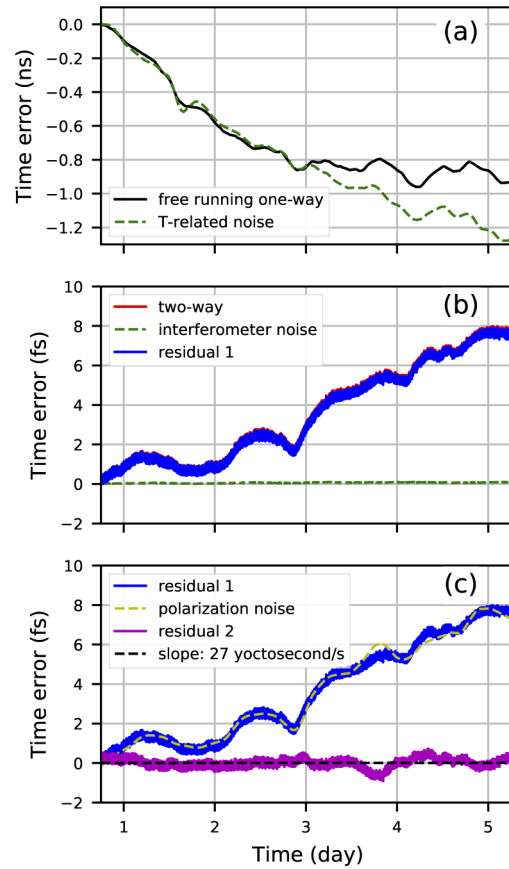 0.0
(a)
−0.2
−0.4
−0.6
−0.8
−1.0
−1.2
Time error (ns)
free running one-way
T-related noise
10
(b)
8
6
4
2
0
−2
Time error (fs)
two-way
interferometer noise
residual 1
10
(c)
8
6
4
2
0
−2
Time error (fs)
residual 1
polarization noise
residual 2
slope: 27 yoctosecond/s
1 2 3 4 5
Time (day)